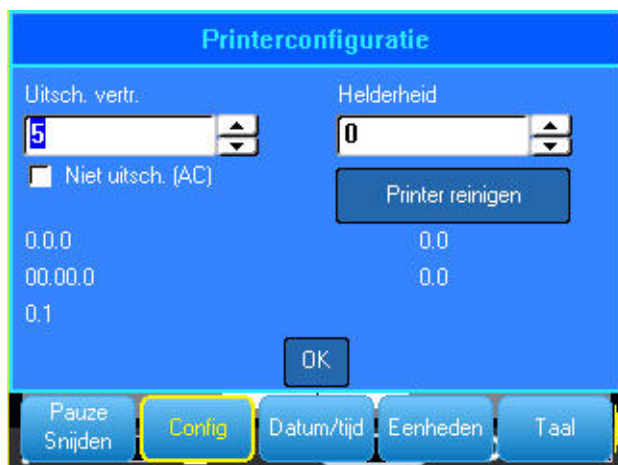 Printerconfiguratie
Uitsch. vertr.
Helderheid
5
0
Niet uitsch. (AC)
Printer reinigen
0.0.0
0.0
00.00.0
0.0
0.1
OK
Pauze
Snijden
Config
Datum/tijd
Eenheden
Taal